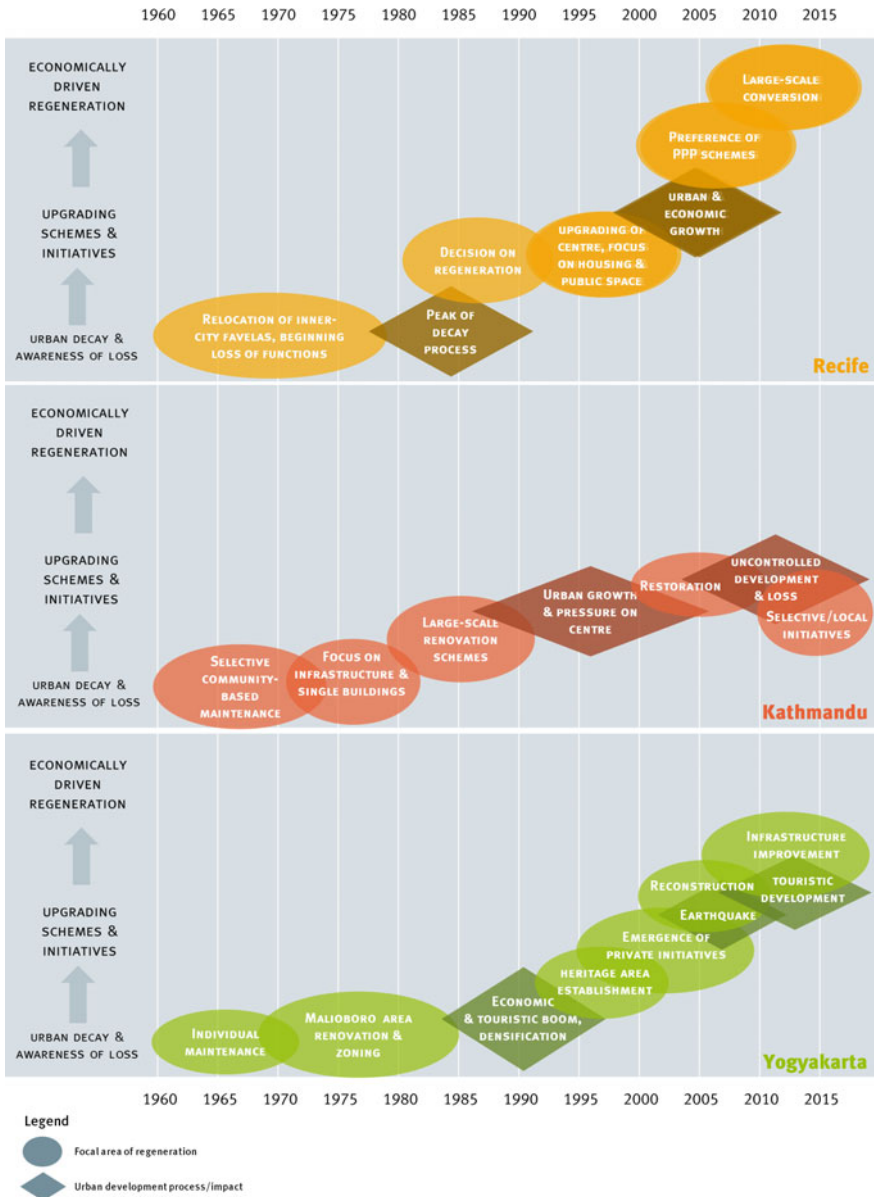 1960 1965 1970 1975 1980 1985 1990 1995 2000 2005 2010 2015
ECONOMICALLY
DRIVEN
REGENERATION
UPGRADING
SCHEMES &
INITIATIVES
URBAN DECAY &
AWARENESS OF LOSS
LARGE-SCALE
CONVERSION
PREFERENCE OF
PPP SCHEMES
URBAN &
ECONOMIC
GROWTH
UPGRADING OF
CENTRE, FOCUS
ON HOUSING &
PUBLIC SPACE
DECISION ON
REGENERATION
RELOCATION OF INNER-
CITY FAVELAS, BEGINNING
LOSS OF FUNCTIONS
PEAK OF
DECAY
PROCESS
Recife
ECONOMICALLY
DRIVEN
REGENERATION
UPGRADING
SCHEMES &
INITIATIVES
URBAN DECAY &
AWARENESS OF LOSS
SELECTIVE
COMMUNITY-
BASED
MAINTENANCE
FOCUS ON
INFRASTRUCTURE &
SINGLE BUILDINGS
LARGE-SCALE
RENOVATION
SCHEMES
URBAN GROWTH
& PRESSURE ON
CENTRE
RESTORATION
UNCONTROLLED
DEVELOPMENT
& LOSS
SELECTIVE/LOCAL
INITIATIVES
Kathmandu
ECONOMICALLY
DRIVEN
REGENERATION
UPGRADING
SCHEMES &
INITIATIVES
URBAN DECAY &
AWARENESS OF LOSS
INFRASTRUCTURE
IMPROVEMENT
TOURISTIC
DEVELOPMENT
RECONSTRUCTION
EARTHQUAKE
EMERGENCE OF
PRIVATE INITIATIVES
HERITAGE AREA
ESTABLISHMENT
ECONOMIC
& TOURISTIC BOOM,
DENSIFICATION
MALIOBORO AREA
RENOVATION &
ZONING
INDIVIDUAL
MAINTENANCE
Yogyakarta
1960 1965 1970 1975 1980 1985 1990 1995 2000 2005 2010 2015
Legend
Focal area of regeneration
Urban development process/impact